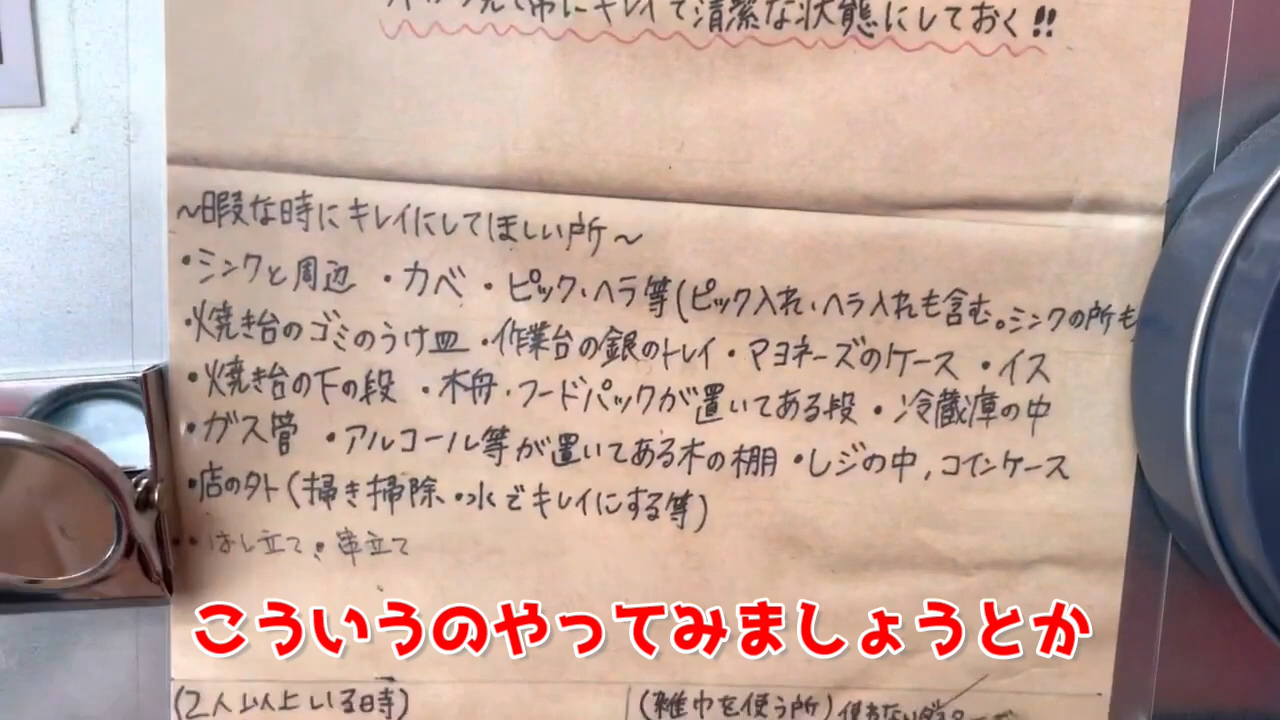 常にキレイで清潔な状態にしておく!!
~暇な時にキレイにしてほしい所~
・シンクと周辺 ・カベ ・ピック・ヘラ等(ピック入れ・ヘラ入れも含む。シンクの所も
・焼き台のゴミのうけ皿 ・作業台の銀のトレイ ・マヨネーズのケース ・イス
・焼き台の下の段 ・木舟・フードパックが置いてある段 ・冷蔵庫の中
・ガス管 ・アルコール等が置いてある木の棚 ・レジの中,コインケース
・店の外(掃き掃除・水でキレイにする等)
・はし立て・串立て
こういうのやってみましょうとか
(2人以上いる時)
(雑巾を使う所)